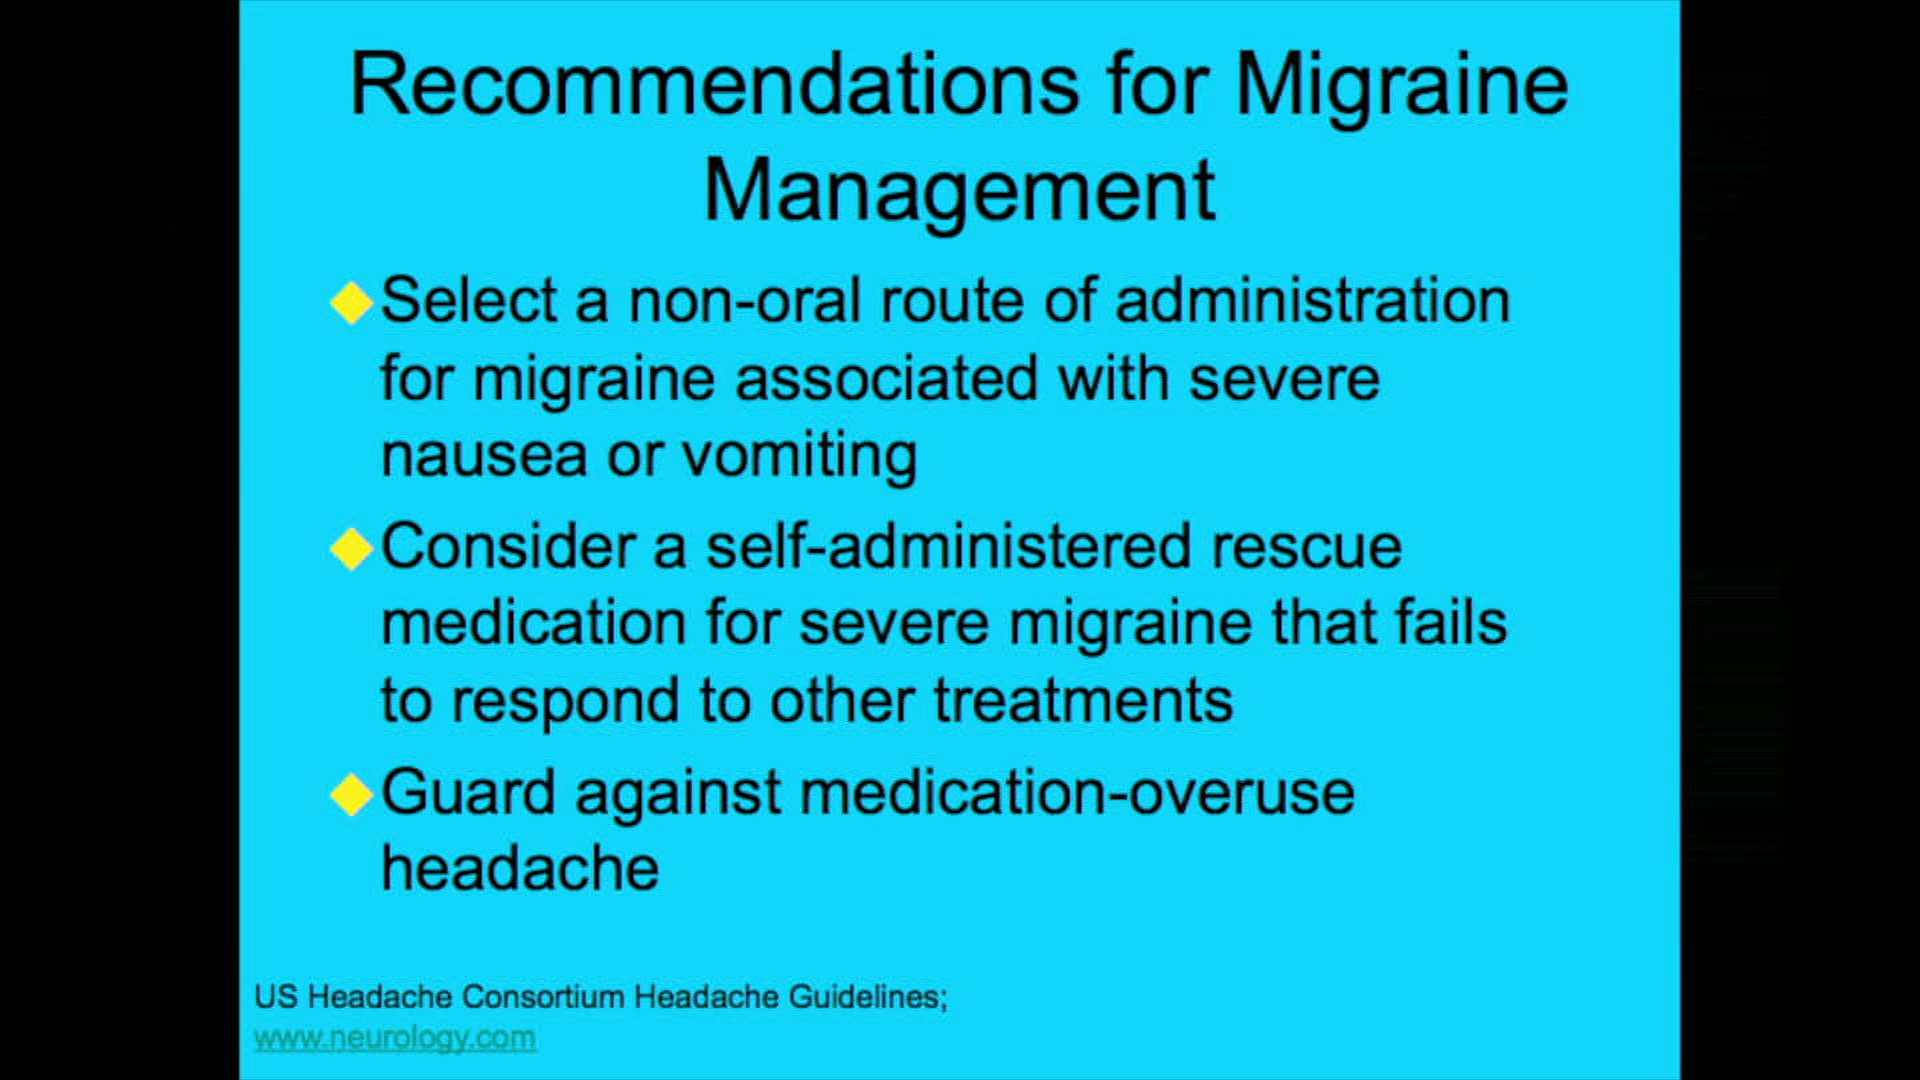 Recommendations for Migraine
Management
Select a non-oral route of administration
for migraine associated with severe
nausea or vomiting
Consider a self-administered rescue
medication for severe migraine that fails
to respond to other treatments
Guard against medication-overuse
headache
US Headache Consortium Headache Guidelines;
www.neurology.com